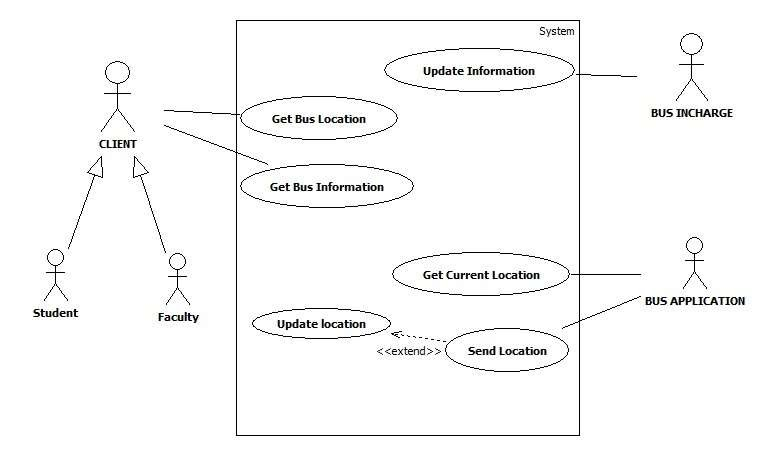 System
Update Information
BUS INCHARGE
Get Bus Location
CLIENT
Get Bus Information
Get Current Location
BUS APPLICATION
Student
Faculty
Update location
<<extend>>
Send Location